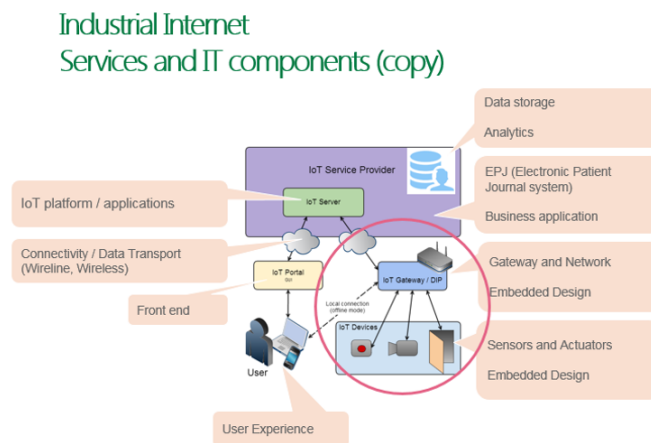 Industrial Internet
Services and IT components (copy)
Data storage
Analytics
IoT Service Provider
EPJ (Electronic Patient
Journal system)
Business application
IoT platform / applications
IoT Server
Connectivity / Data Transport
(Wireline, Wireless)
IoT Portal
GUI
IoT Gateway / DIP
Gateway and Network
Embedded Design
Front end
Local connection
(offline mode)
IoT Devices
Sensors and Actuators
Embedded Design
User
User Experience